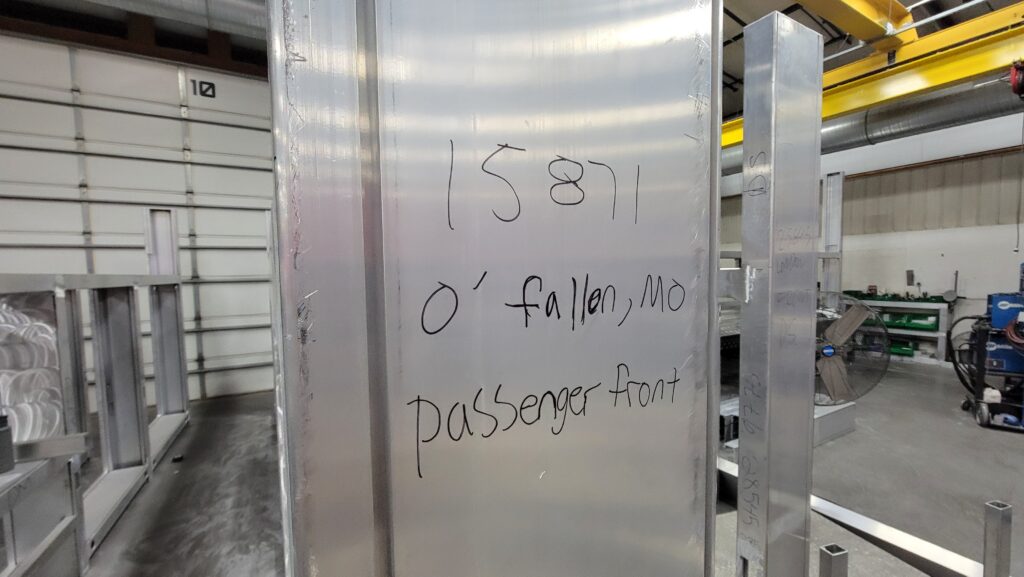 10
15871
O' fallen, MO
passenger front